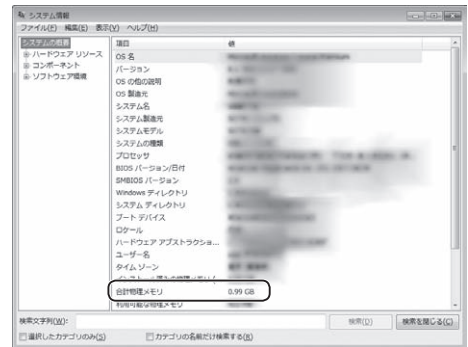 システム情報
ファイル(F) 編集(E) 表示(V) ヘルプ(H)
システムの概要
ハードウェア リソース
コンポーネント
ソフトウェア環境
項目 値
OS 名
バージョン
OS の他の説明
OS 製造元
システム名
システム製造元
システムモデル
システムの種類
プロセッサ
BIOS バージョン/日付
SMBIOS バージョン
Windows ディレクトリ
システム ディレクトリ
ブート デバイス
ロケール
ハードウェア アブストラクショ...
ユーザー名
タイム ゾーン
合計物理メモリ 0.99 GB
利用可能な物理メモリ
検索文字列(W): 検索(D) 検索を閉じる(C)
選択したカテゴリのみ(S) カテゴリの名前だけ検索する(R)